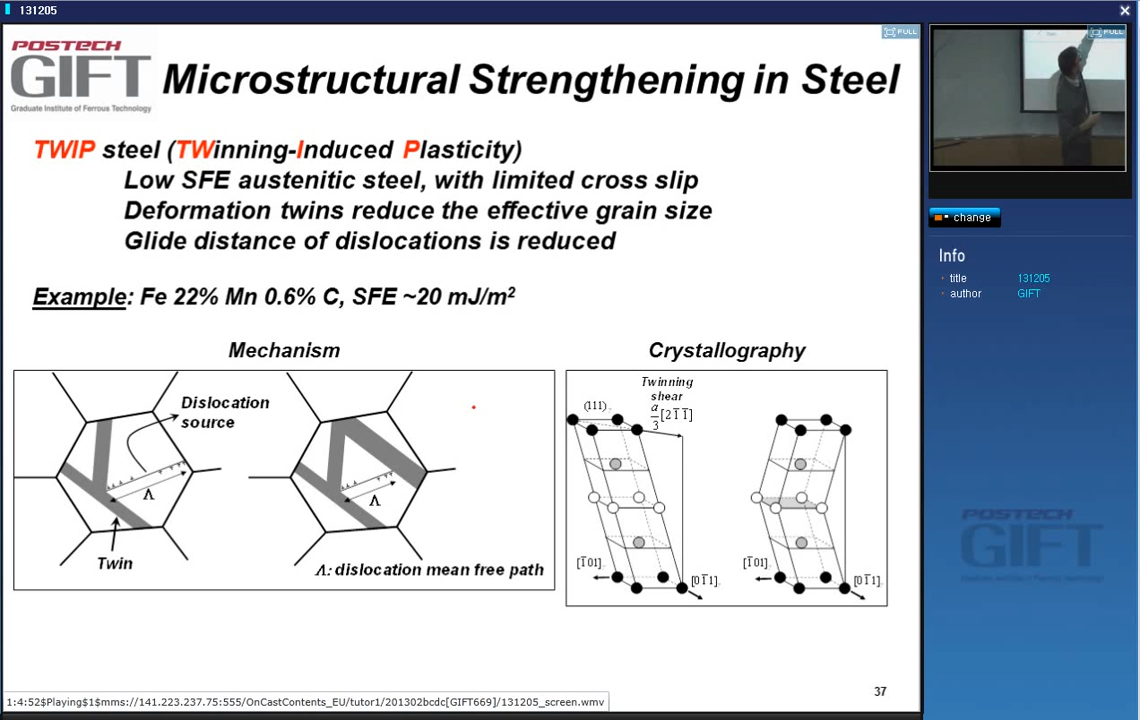 131205
FULL
POSTECH
GIFT
Graduate Institute of Ferrous Technology
Microstructural Strengthening in Steel
TWIP steel (TWinning-Induced Plasticity)
Low SFE austenitic steel, with limited cross slip
Deformation twins reduce the effective grain size
Glide distance of dislocations is reduced
Example: Fe 22% Mn 0.6% C, SFE ~20 mJ/m²
Mechanism
Dislocation
source
Λ
Twin
Λ
Λ: dislocation mean free path
Crystallography
Twinning
shear
(111)
a/3[21̄1̄]
[1̄01]
[01̄1]
[1̄01]
[01̄1]
37
1:4:52$Playing$1$mms://141.223.237.75:555/OnCastContents_EU/tutor1/201302bcdc[GIFT669]/131205_screen.wmv
FULL
change
Info
title 131205
author GIFT
POSTECH
GIFT